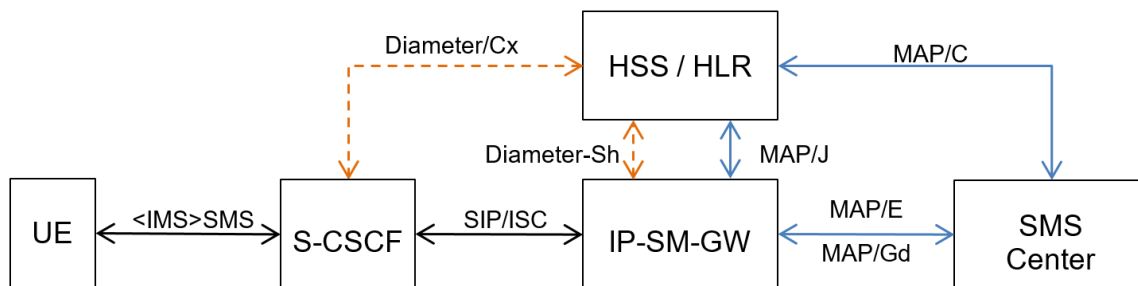 Diameter/Cx
HSS / HLR
MAP/C
Diameter-Sh
MAP/J
UE
<IMS>SMS
S-CSCF
SIP/ISC
IP-SM-GW
MAP/E
MAP/Gd
SMS
Center